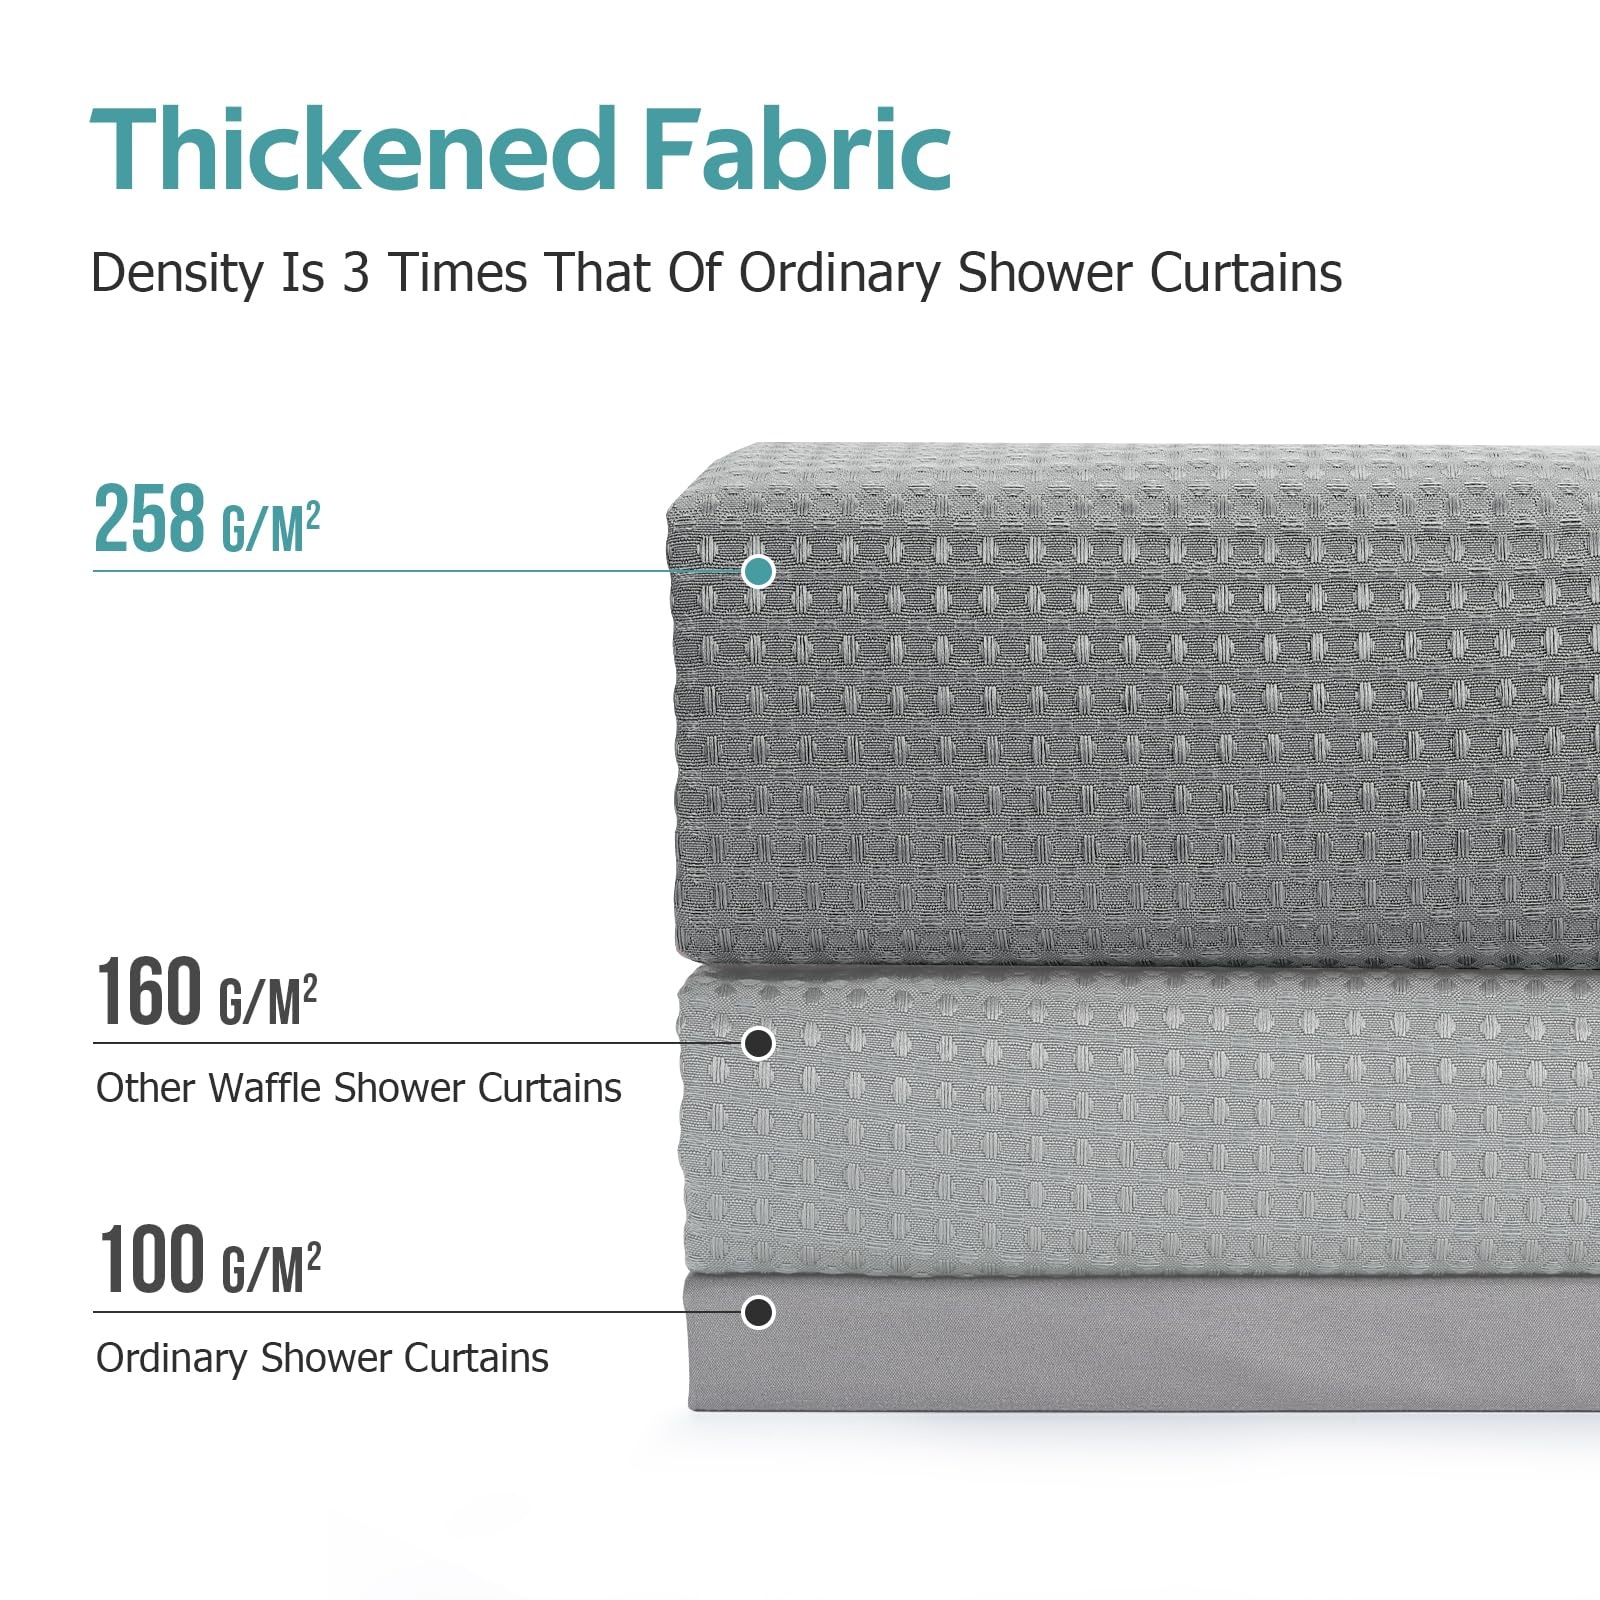 Thickened Fabric
Density Is 3 Times That Of Ordinary Shower Curtains
258 G/M²
160 G/M²
Other Waffle Shower Curtains
100 G/M²
Ordinary Shower Curtains